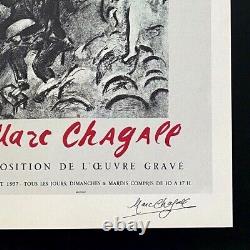 Marc Chagall
POSITION DE L'ŒUVRE GRAVÉ
T 1957 - TOUS LES JOURS, DIMANCHES & MARDIS COMPRIS DE 10 A 17 H.
Marc Chagall